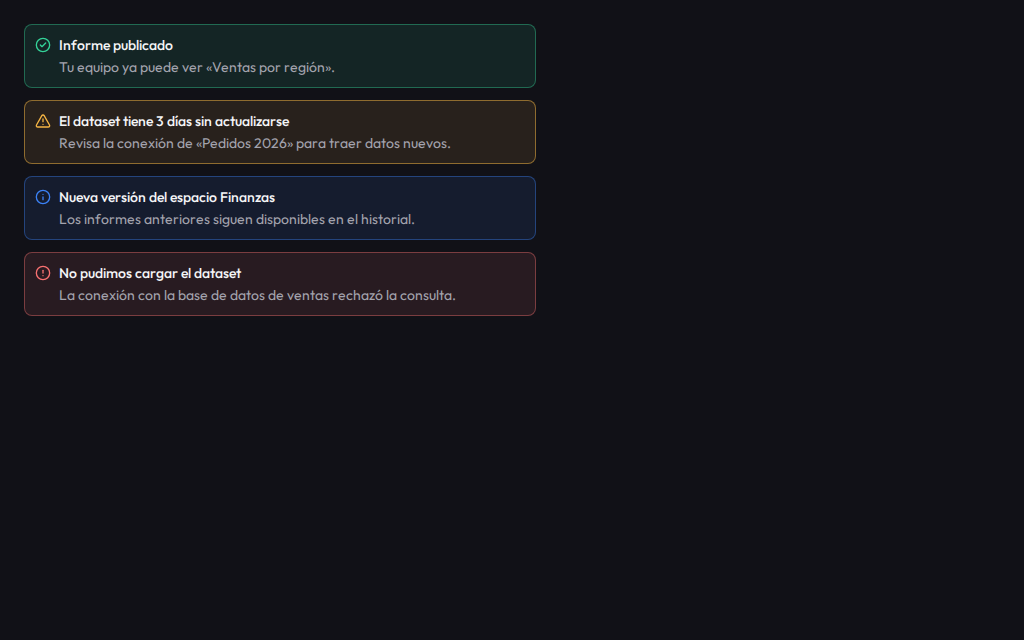 Informe publicado
Tu equipo ya puede ver «Ventas por región».
El dataset tiene 3 días sin actualizarse
Revisa la conexión de «Pedidos 2026» para traer datos nuevos.
Nueva versión del espacio Finanzas
Los informes anteriores siguen disponibles en el historial.
No pudimos cargar el dataset
La conexión con la base de datos de ventas rechazó la consulta.